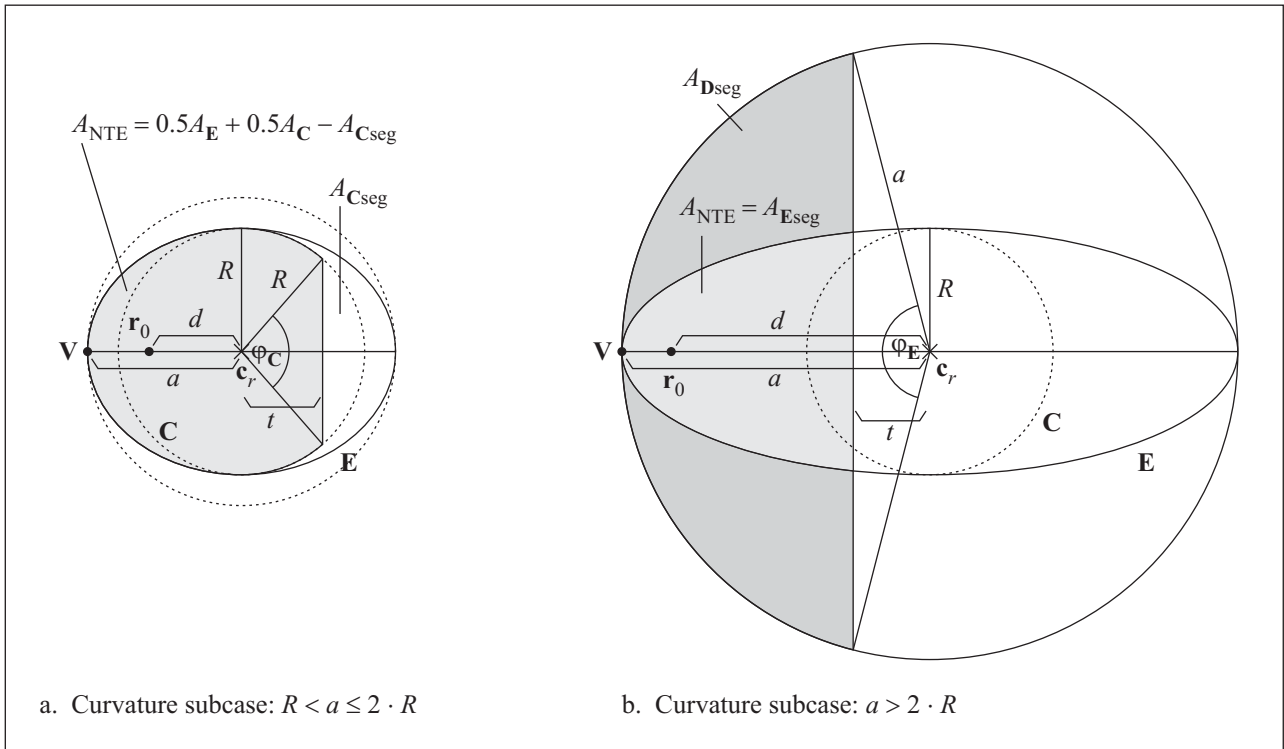 A_NTE = 0.5A_E + 0.5A_C − A_Cseg
A_Cseg
R
R
r_0
d
V
φ_C
a
c_r
t
C
E
a. Curvature subcase: R < a ≤ 2 · R
A_Dseg
a
A_NTE = A_Eseg
R
d
V
φ_E
r_0
a
c_r
t
C
E
b. Curvature subcase: a > 2 · R